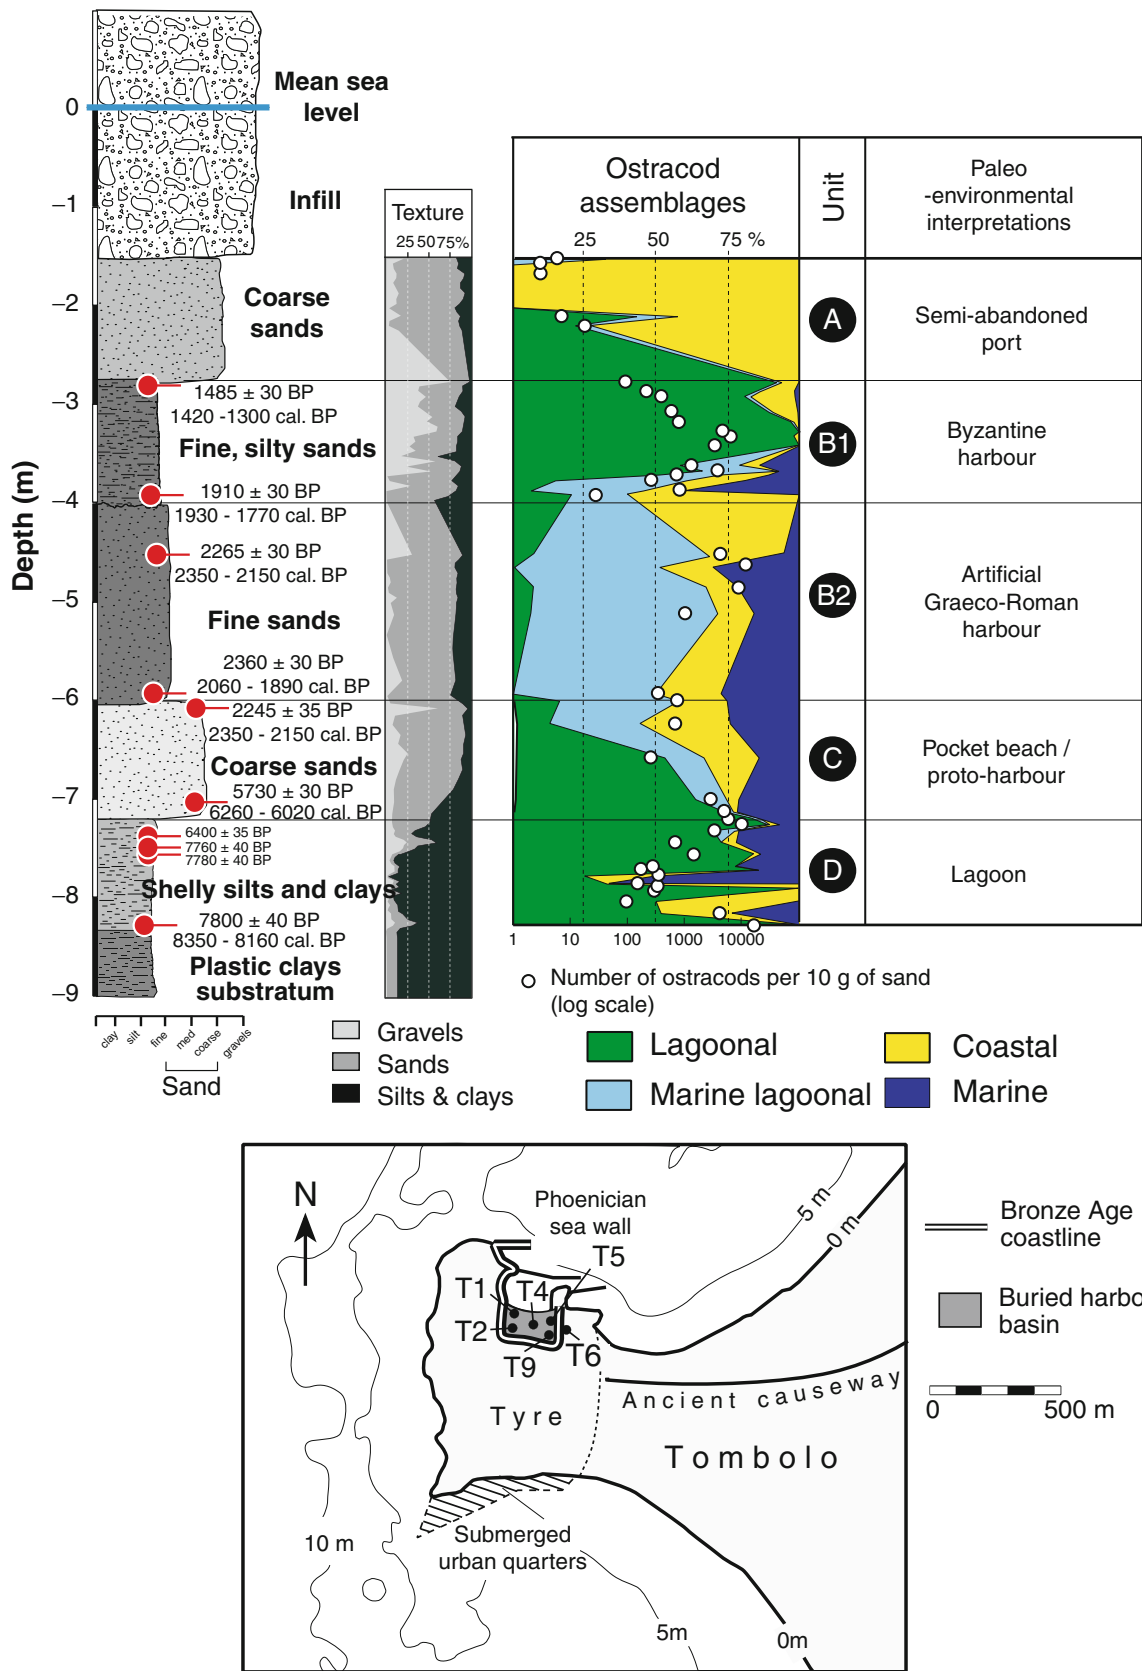 Mean sea
level
0
Infill
–1
Texture
25 50 75%
Ostracod
assemblages
25 50 75 %
Unit
Paleo
-environmental
interpretations
Coarse
sands
–2
A
Semi-abandoned
port
1485 ± 30 BP
1420 -1300 cal. BP
–3
Fine, silty sands
B1
Byzantine
harbour
Depth (m)
1910 ± 30 BP
1930 - 1770 cal. BP
–4
2265 ± 30 BP
2350 - 2150 cal. BP
–5
Fine sands
B2
Artificial
Graeco-Roman
harbour
2360 ± 30 BP
2060 - 1890 cal. BP
–6
2245 ± 35 BP
2350 - 2150 cal. BP
Coarse sands
C
Pocket beach /
proto-harbour
5730 ± 30 BP
6260 - 6020 cal. BP
–7
6400 ± 35 BP
7760 ± 40 BP
7780 ± 40 BP
Shelly silts and clays
D
Lagoon
–8
7800 ± 40 BP
8350 - 8160 cal. BP
Plastic clays
substratum
–9
1 10 100 1000 10000
Number of ostracods per 10 g of sand
(log scale)
clay silt fine med coarse gravels
Sand
Gravels
Sands
Silts & clays
Lagoonal
Coastal
Marine lagoonal
Marine
N
Phoenician
sea wall
5 m
0 m
T5
T1
T4
T2
T9
T6
Tyre
Ancient causeway
Tombolo
Submerged
urban quarters
10 m
5m
0m
Bronze Age
coastline
Buried harbo
basin
0 500 m